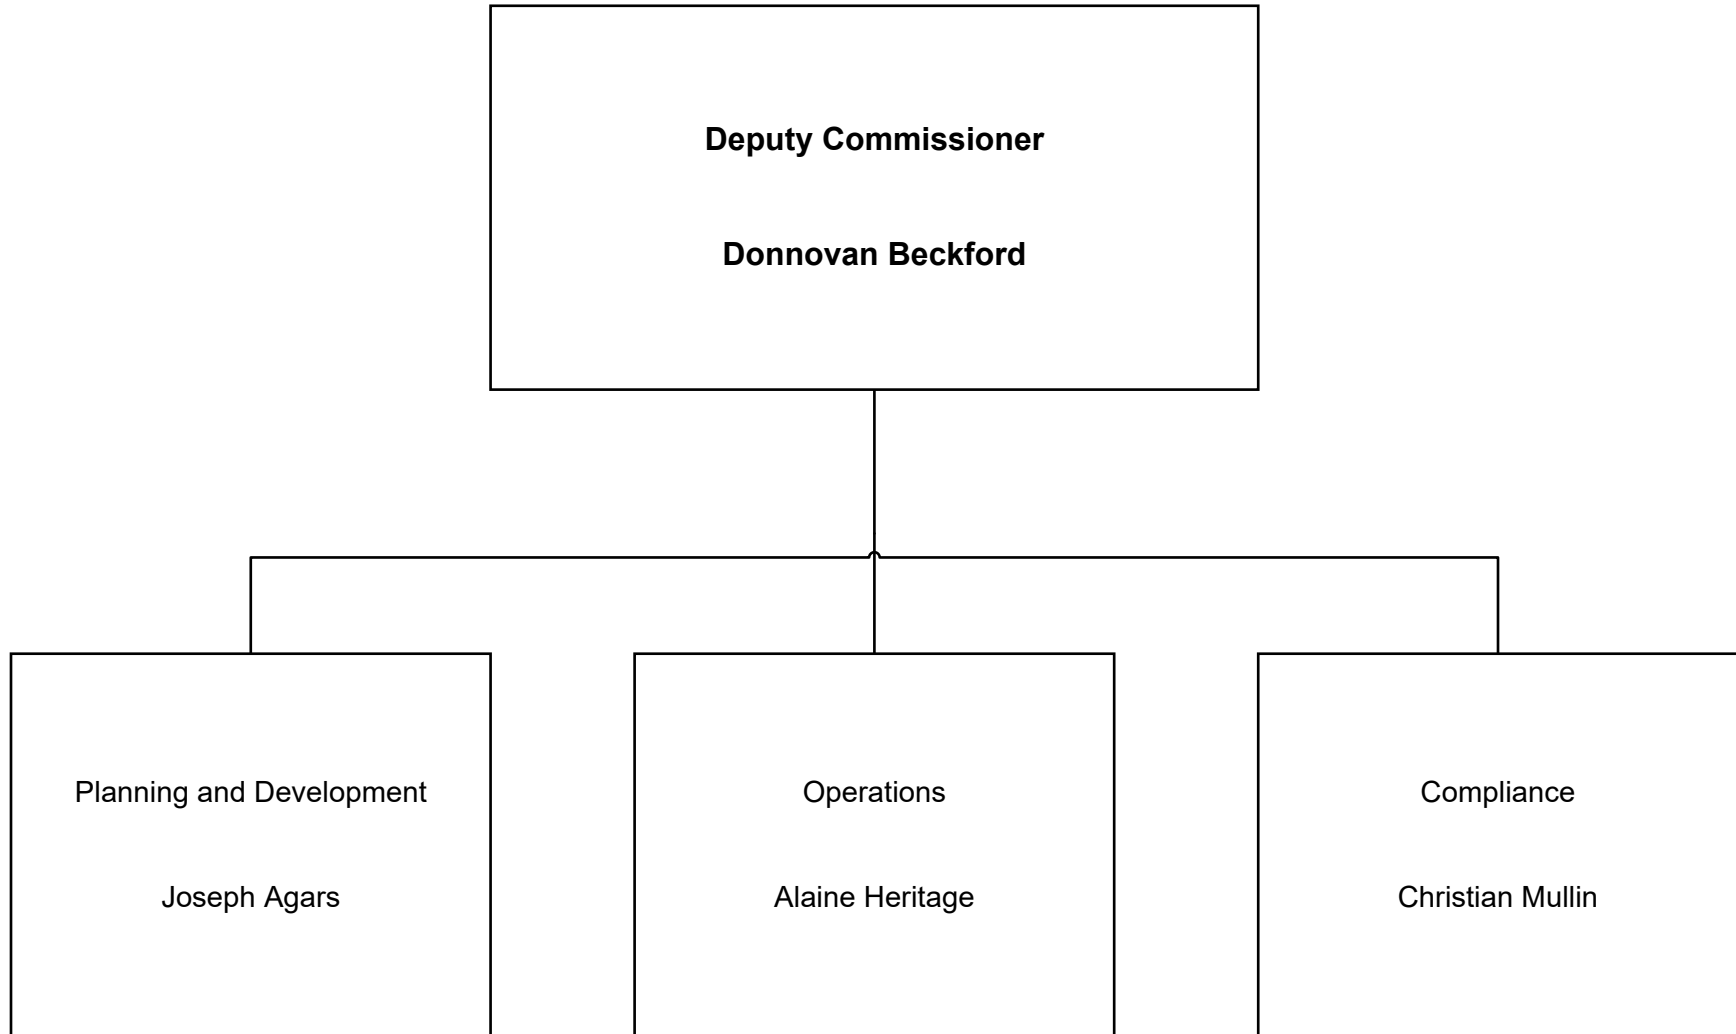 Deputy Commissioner
Donnovan Beckford
Planning and Development
Joseph Agars
Operations
Alaine Heritage
Compliance
Christian Mullin